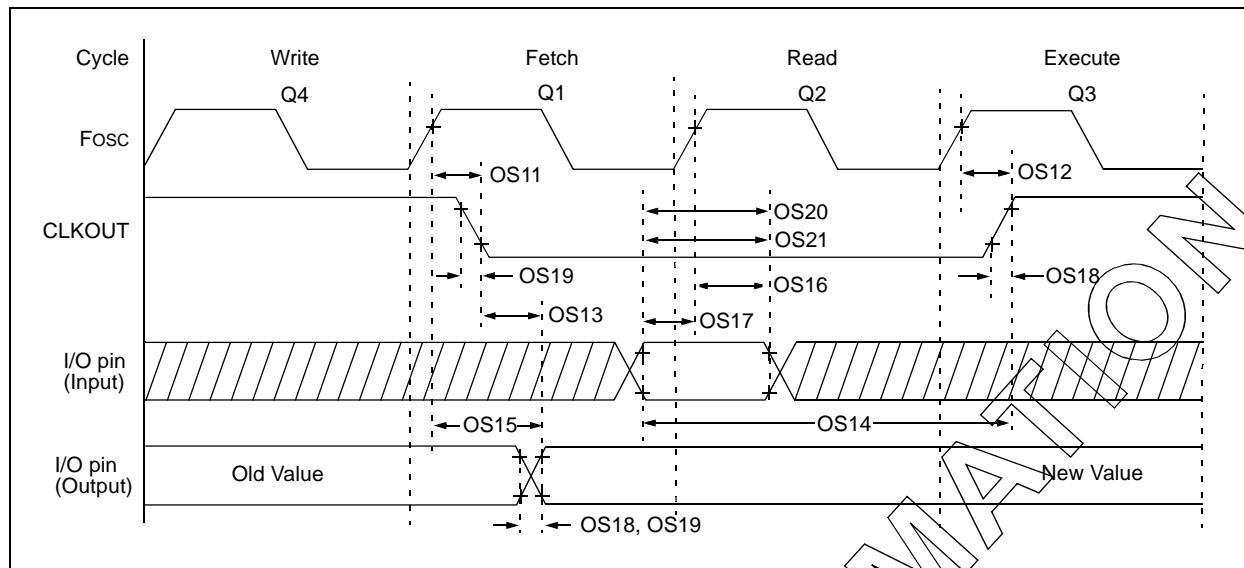 Cycle Write Fetch Read Execute
Q4 Q1 Q2 Q3
FOSC
OS11 OS12
OS20
CLKOUT
OS21
OS19 OS18
OS16
OS13 OS17
I/O pin
(Input)
OS15 OS14
I/O pin
(Output)
Old Value New Value
OS18, OS19
MATION